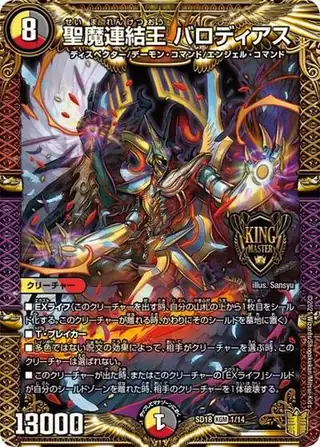 8
せい ま れん けつ おう
聖魔連結王 バロディアス
ディスペクター/デーモン・コマンド/エンジェル・コマンド
KING
MASTER
illus. Sansyu
クリーチャー
■EXライフ(このクリーチャーを出す時、自分の山札の上から1枚目をシールド
ド化する。このクリーチャーが離れる時、かわりにそのシールドを墓地に置く)
■T・ブレイカー
■多色ではない呪文の効果によって、相手がクリーチャーを選ぶ時、この
クリーチャーは選ばれない。
■このクリーチャーが出た時、またはこのクリーチャーの「EXライフ」シールド
が自分のシールドゾーンを離れた時、相手のクリーチャーを1体破壊する。
13000
1
SD18 KGM 1/14